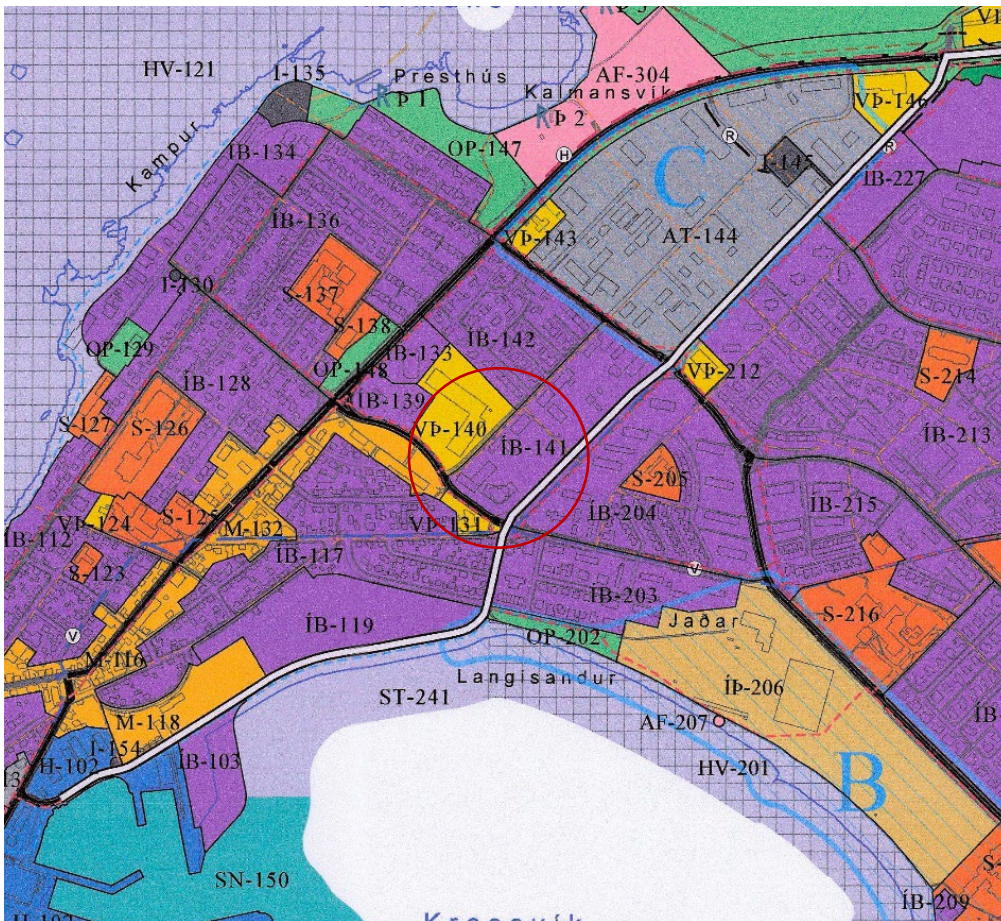 HV-121
I-135
Presthús
Þ 1
AF-304
Kalmansvík
Þ 2
VÞ-146
Kampur
ÍB-134
OP-147
H
R
C
I-145
R
ÍB-227
ÍB-136
VÞ-143
AT-144
I-130
S-137
S-138
OP-129
ÍB-133
ÍB-142
OP-148
VÞ-212
S-214
ÍB-128
ÍB-139
S-127
S-126
VÞ-140
ÍB-141
ÍB-213
S-205
S-125
VÞ-124
M-132
VÞ-131
ÍB-204
ÍB-215
ÍB-112
ÍB-117
S-123
V
ÍB-203
V
ÍB-119
OP-202
Jaðar
S-216
M-116
Langisandur
ÍÞ-206
ST-241
AF-207
ÍB
M-118
I-154
ÍB-103
H-102
HV-201
B
SN-150
ÍB-209
Krossvík